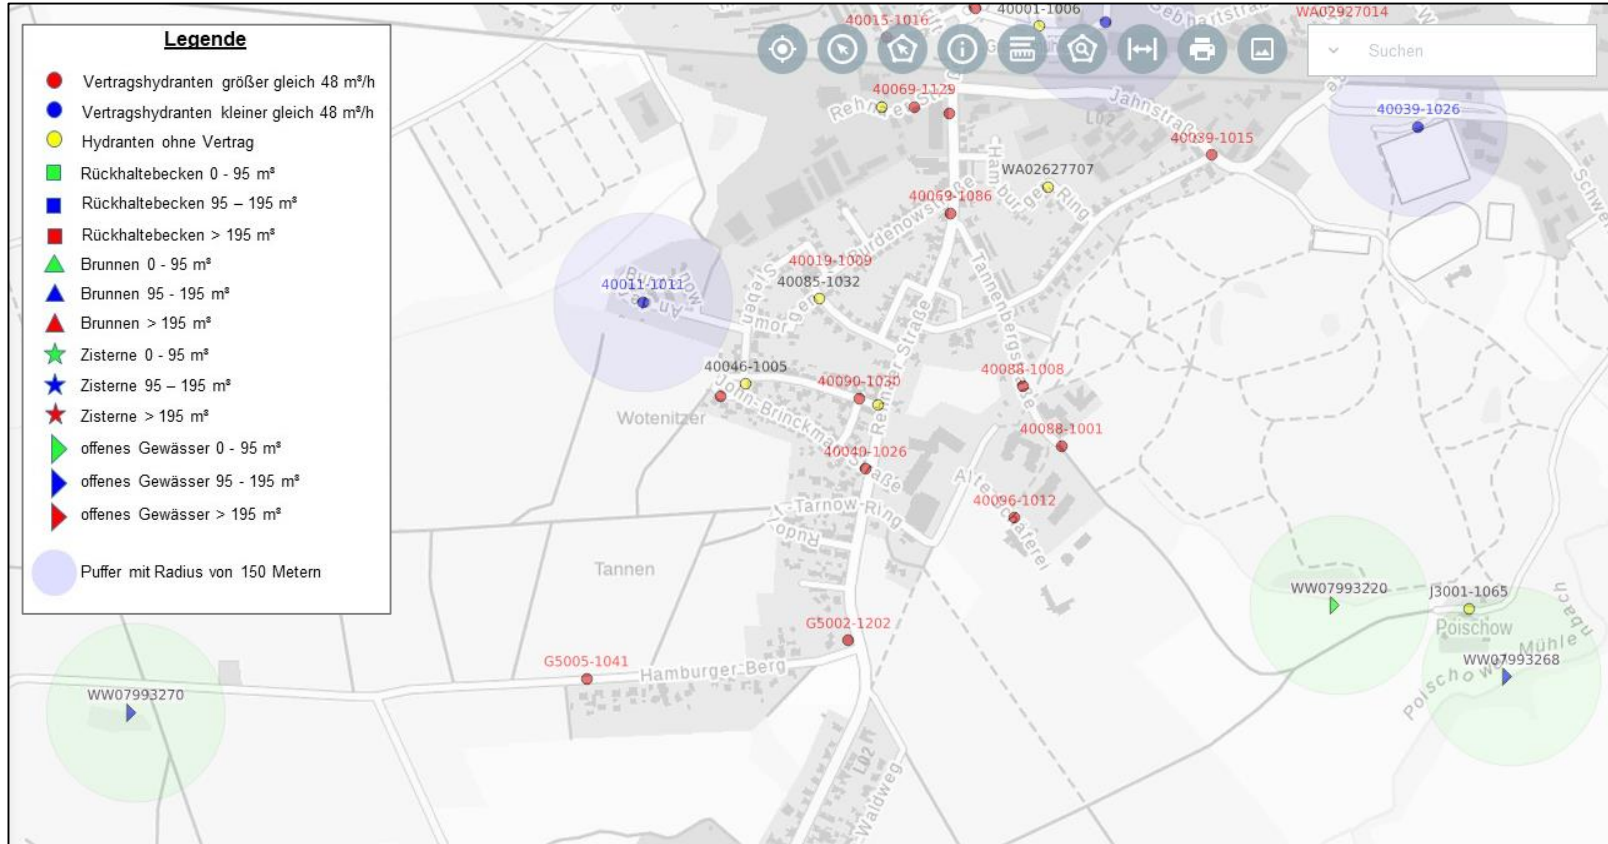 Legende
Vertragshydranten größer gleich 48 m³/h
Vertragshydranten kleiner gleich 48 m³/h
Hydranten ohne Vertrag
Rückhaltebecken 0 - 95 m³
Rückhaltebecken 95 – 195 m³
Rückhaltebecken > 195 m³
Brunnen 0 - 95 m³
Brunnen 95 - 195 m³
Brunnen > 195 m³
Zisterne 0 - 95 m³
Zisterne 95 – 195 m³
Zisterne > 195 m³
offenes Gewässer 0 - 95 m³
offenes Gewässer 95 - 195 m³
offenes Gewässer > 195 m³
Puffer mit Radius von 150 Metern
40015-1016
40001-1006
WA02927014
Suchen
40069-1129
Jahnstraße
L02
40039-1026
40039-1015
WA02627707
Hamburger Ring
40069-1086
40019-1009
40085-1032
40011-1011
40046-1005
40090-1030
40088-1008
Wotenitzer
40088-1001
40040-1026
40096-1012
Tarnow-Ring
Rudolf
Tannen
WW07993220
J3001-1065
Poischow
G5002-1202
G5005-1041
Hamburger-Berg
WW07993268
WW07993270
L02
Waldweg